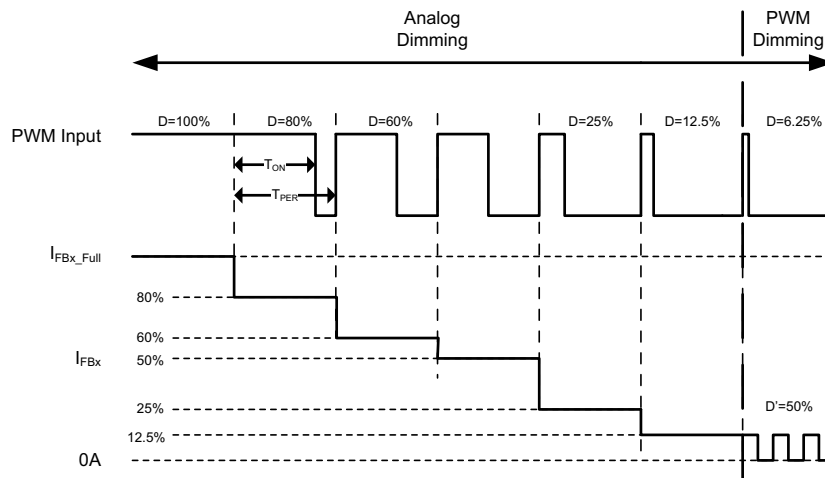 Analog
Dimming
PWM
Dimming
D=100%
D=80%
D=60%
D=25%
D=12.5%
D=6.25%
PWM Input
TON
TPER
IFBx_Full
80%
60%
IFBx
50%
25%
D'=50%
12.5%
0A